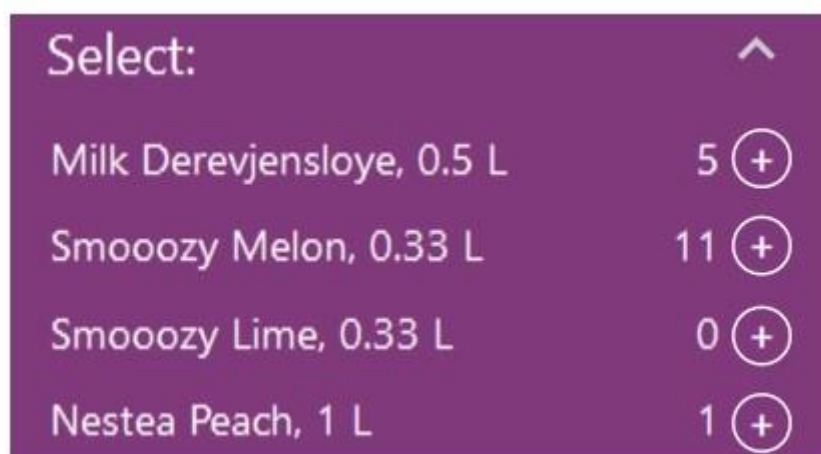 Select:
Milk Derevjensloye, 0.5 L 5 +
Smooozy Melon, 0.33 L 11 +
Smooozy Lime, 0.33 L 0 +
Nestea Peach, 1 L 1 +